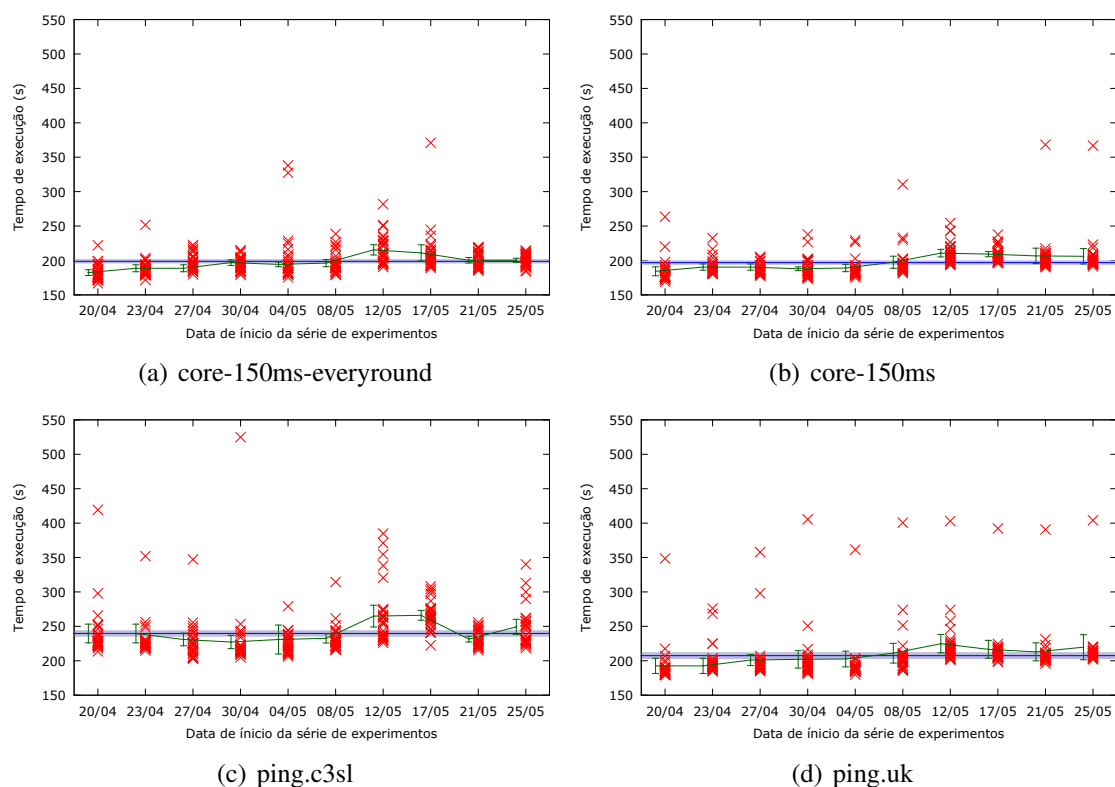 550
500
450
400
350
300
250
200
150
Tempo de execução (s)
20/04 23/04 27/04 30/04 04/05 08/05 12/05 17/05 21/05 25/05
Data de ínicio da série de experimentos
(a) core-150ms-everyround
550
500
450
400
350
300
250
200
150
Tempo de execução (s)
20/04 23/04 27/04 30/04 04/05 08/05 12/05 17/05 21/05 25/05
Data de ínicio da série de experimentos
(b) core-150ms
550
500
450
400
350
300
250
200
150
Tempo de execução (s)
20/04 23/04 27/04 30/04 04/05 08/05 12/05 17/05 21/05 25/05
Data de ínicio da série de experimentos
(c) ping.c3sl
550
500
450
400
350
300
250
200
150
Tempo de execução (s)
20/04 23/04 27/04 30/04 04/05 08/05 12/05 17/05 21/05 25/05
Data de ínicio da série de experimentos
(d) ping.uk